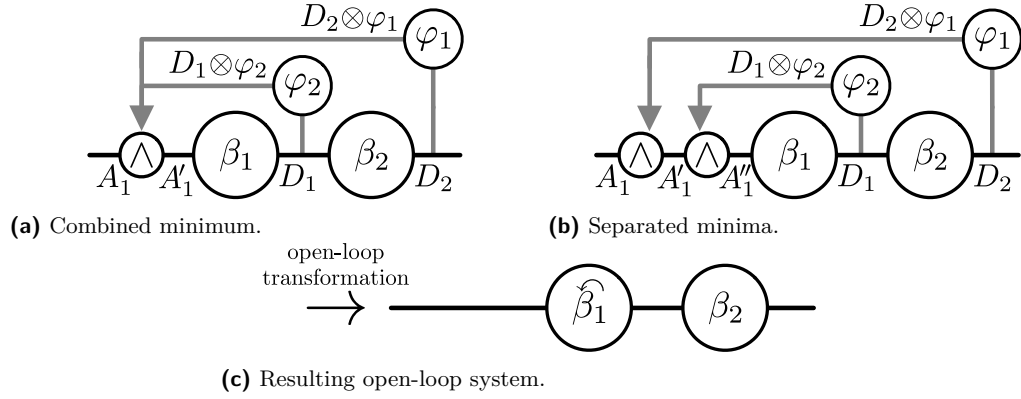 D₂⊗φ₁ φ₁ D₂⊗φ₁ φ₁
D₁⊗φ₂ φ₂ D₁⊗φ₂ φ₂
∧ β₁ β₂ ∧ ∧ β₁ β₂
A₁ A′₁ D₁ D₂ A₁ A′₁ A″₁ D₁ D₂
(a) Combined minimum. (b) Separated minima.
open-loop
transformation
β₁ β₂
(c) Resulting open-loop system.